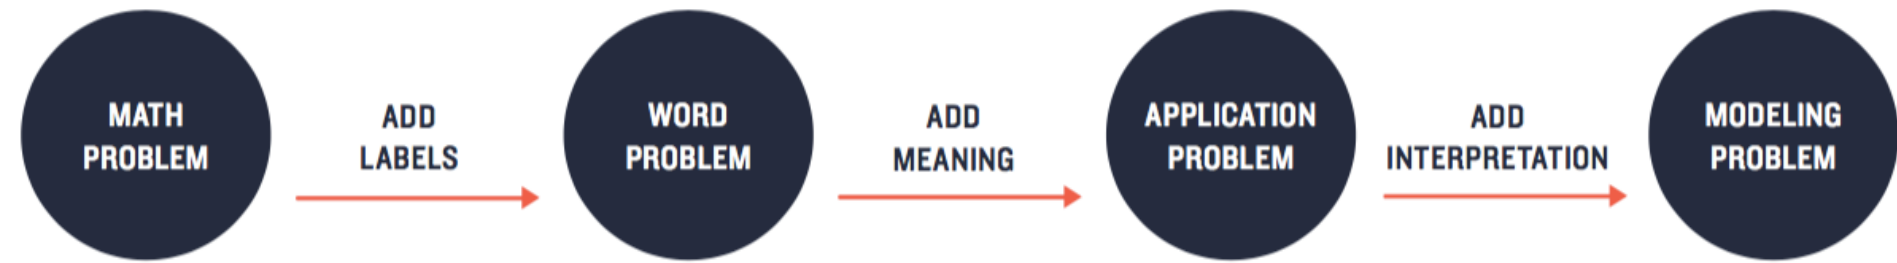 MATH
PROBLEM
ADD
LABELS
WORD
PROBLEM
ADD
MEANING
APPLICATION
PROBLEM
ADD
INTERPRETATION
MODELING
PROBLEM